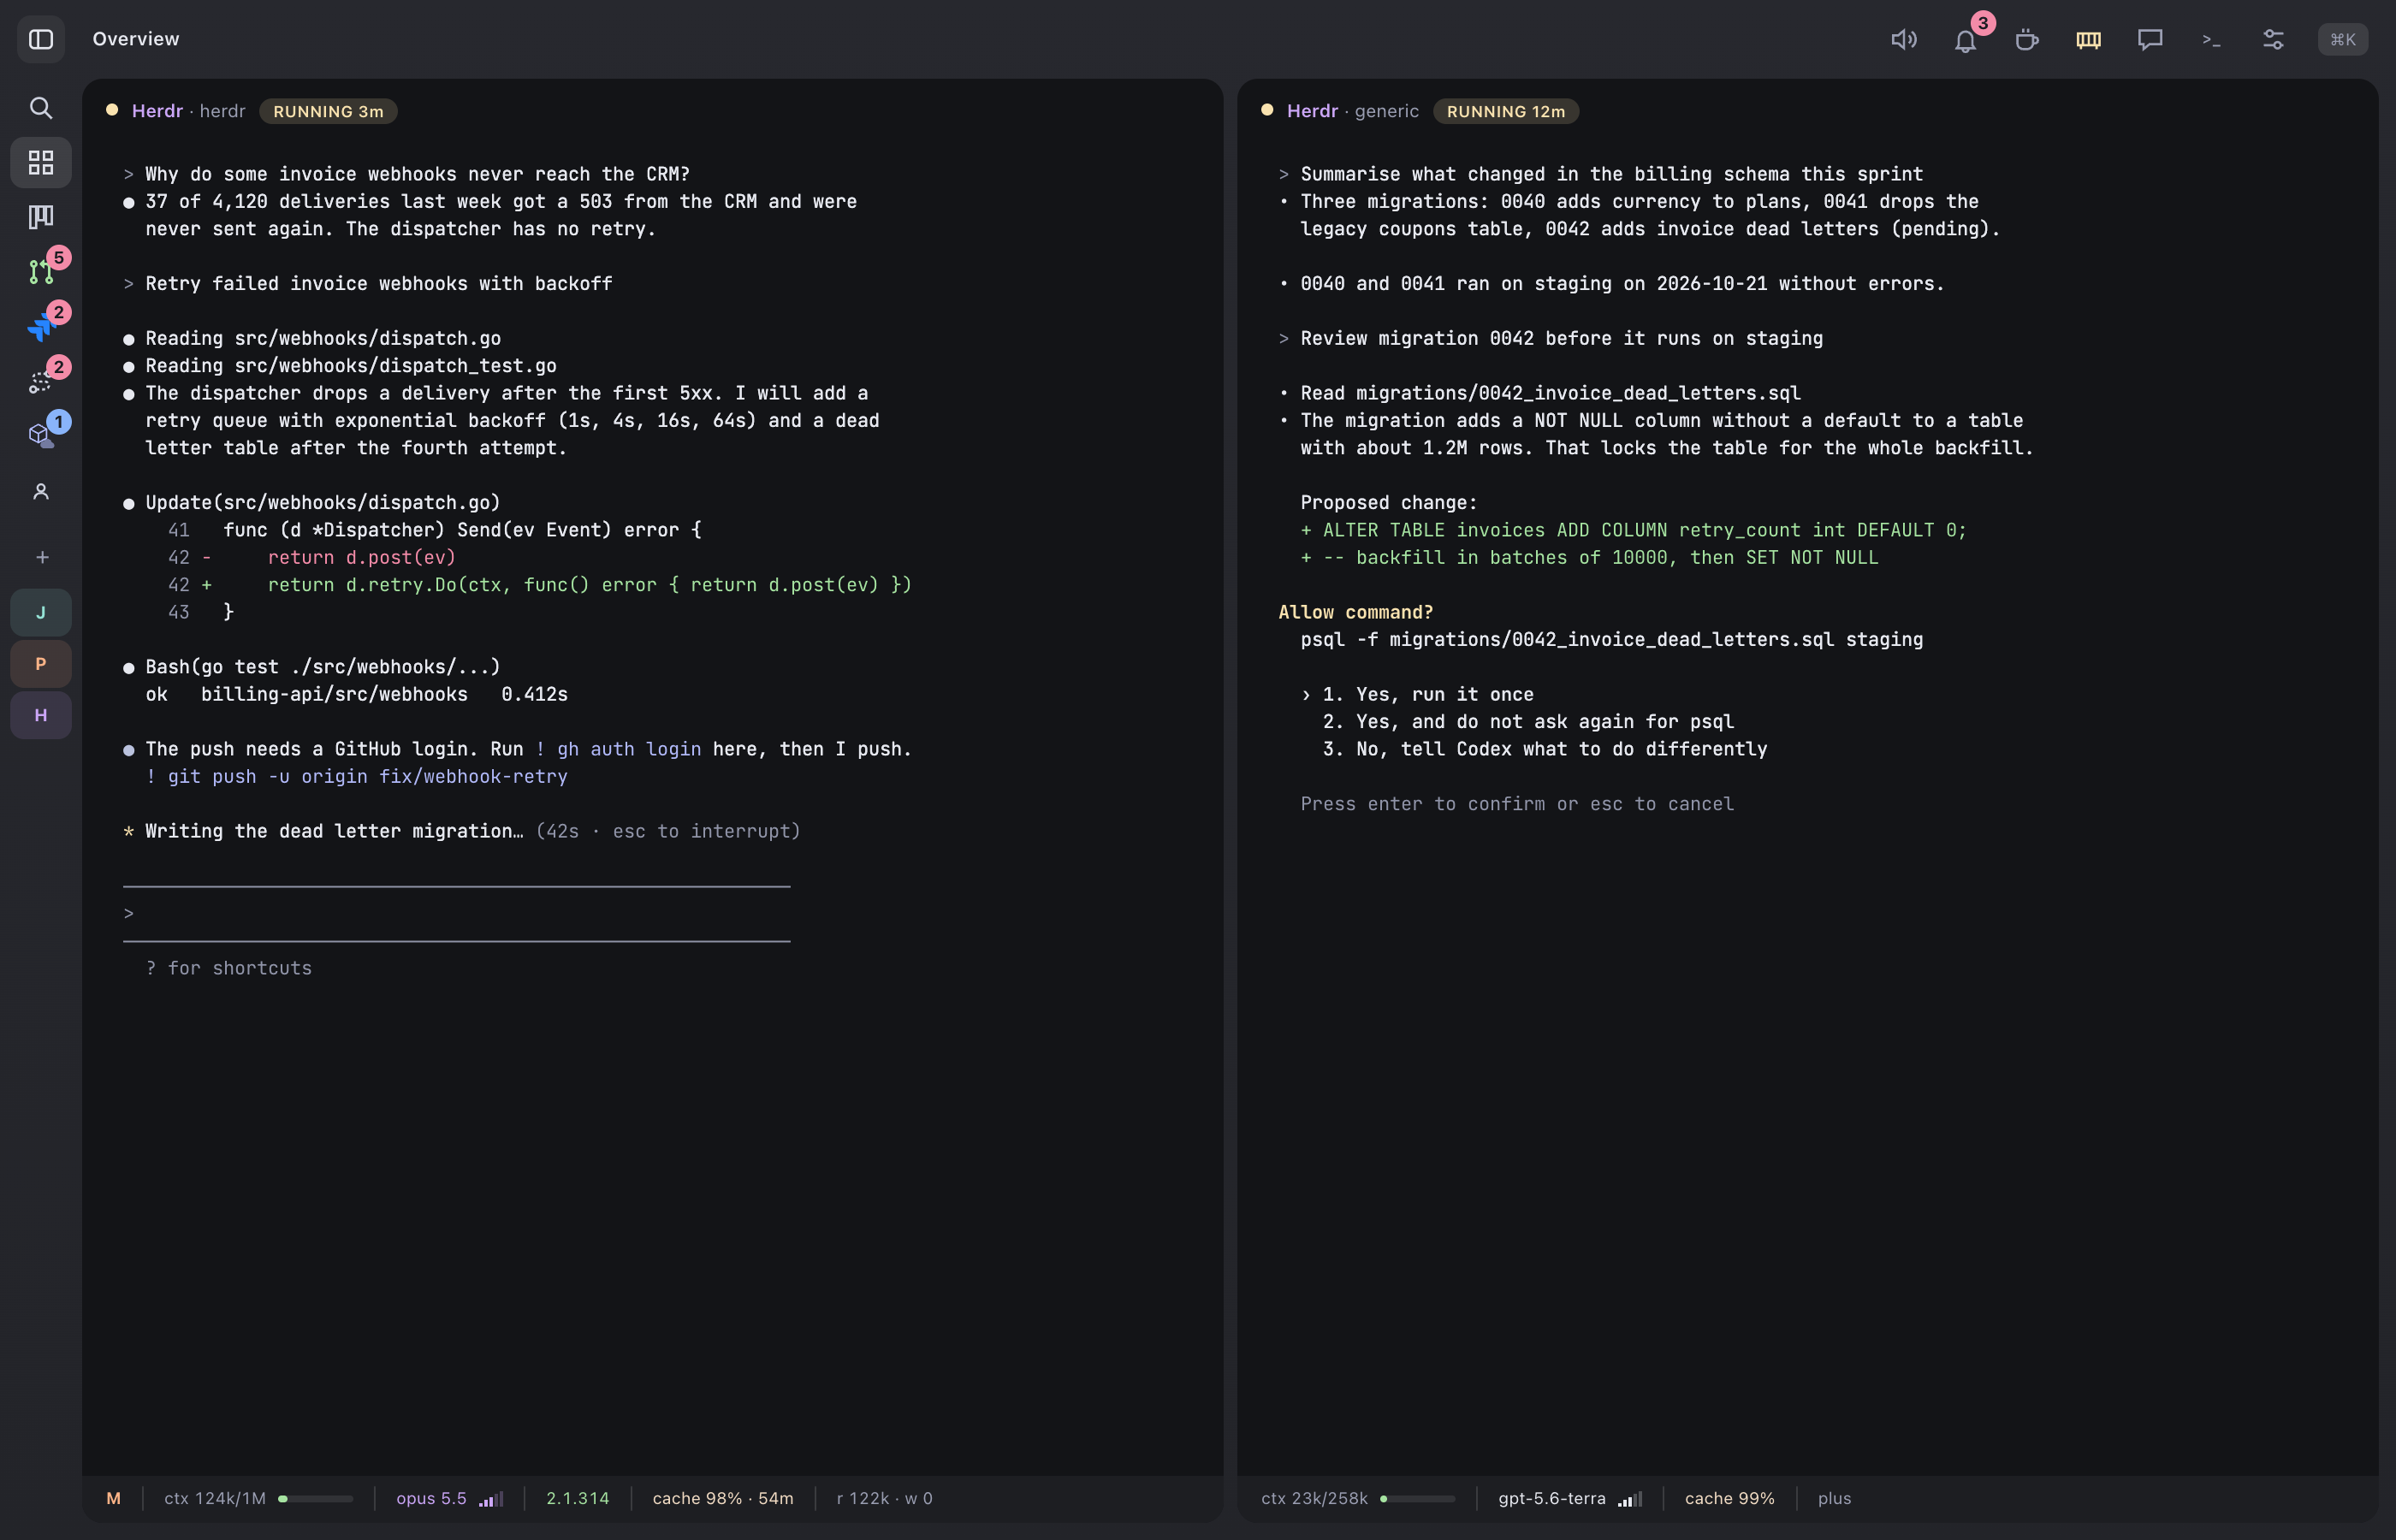 Overview
3
⌘K
5
2
2
1
+
J
P
H
Herdr · herdr RUNNING 3m
> Why do some invoice webhooks never reach the CRM?
● 37 of 4,120 deliveries last week got a 503 from the CRM and were
never sent again. The dispatcher has no retry.
> Retry failed invoice webhooks with backoff
● Reading src/webhooks/dispatch.go
● Reading src/webhooks/dispatch_test.go
● The dispatcher drops a delivery after the first 5xx. I will add a
retry queue with exponential backoff (1s, 4s, 16s, 64s) and a dead
letter table after the fourth attempt.
● Update(src/webhooks/dispatch.go)
41 func (d *Dispatcher) Send(ev Event) error {
42 - return d.post(ev)
42 + return d.retry.Do(ctx, func() error { return d.post(ev) })
43 }
● Bash(go test ./src/webhooks/...)
ok billing-api/src/webhooks 0.412s
● The push needs a GitHub login. Run ! gh auth login here, then I push.
! git push -u origin fix/webhook-retry
* Writing the dead letter migration… (42s · esc to interrupt)
>
? for shortcuts
M ctx 124k/1M opus 5.5 2.1.314 cache 98% · 54m r 122k · w 0
Herdr · generic RUNNING 12m
> Summarise what changed in the billing schema this sprint
• Three migrations: 0040 adds currency to plans, 0041 drops the
legacy coupons table, 0042 adds invoice dead letters (pending).
• 0040 and 0041 ran on staging on 2026-10-21 without errors.
> Review migration 0042 before it runs on staging
• Read migrations/0042_invoice_dead_letters.sql
• The migration adds a NOT NULL column without a default to a table
with about 1.2M rows. That locks the table for the whole backfill.
Proposed change:
+ ALTER TABLE invoices ADD COLUMN retry_count int DEFAULT 0;
+ -- backfill in batches of 10000, then SET NOT NULL
Allow command?
psql -f migrations/0042_invoice_dead_letters.sql staging
› 1. Yes, run it once
2. Yes, and do not ask again for psql
3. No, tell Codex what to do differently
Press enter to confirm or esc to cancel
ctx 23k/258k gpt-5.6-terra cache 99% plus